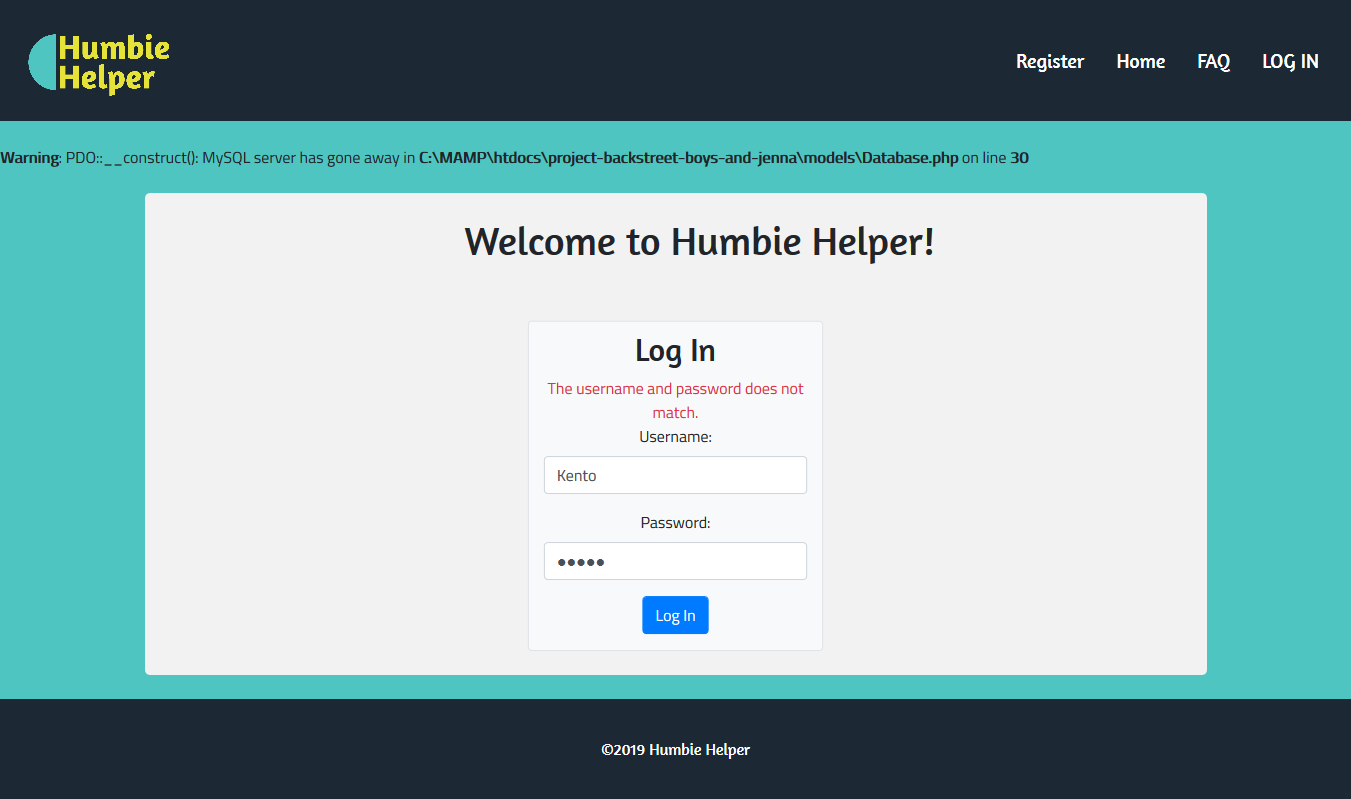 Humbie
Helper
Register Home FAQ LOG IN
Warning: PDO::__construct(): MySQL server has gone away in C:\MAMP\htdocs\project-backstreet-boys-and-jenna\models\Database.php on line 30
Welcome to Humbie Helper!
Log In
The username and password does not
match.
Username:
Kento
Password:
●●●●●
Log In
©2019 Humbie Helper